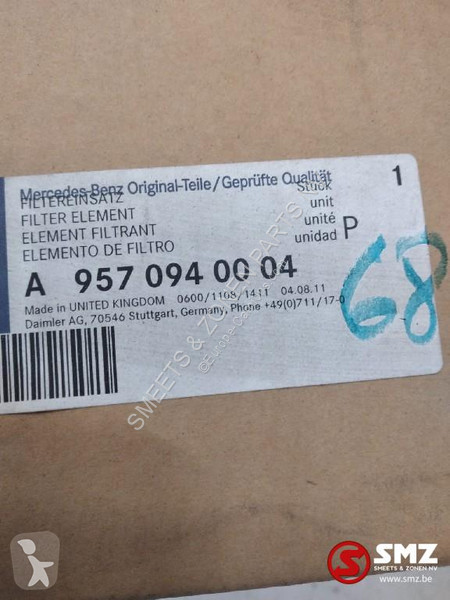 Mercedes-Benz Original-Teile/Geprüfte Qualität
FILTEREINSATZ
FILTER ELEMENT
ELEMENT FILTRANT
ELEMENTO DE FILTRO
Stück
unit
unité
unidad P
1
A 957 094 00 04
Made in UNITED KINGDOM 0600/1108/1411 04.08.11
Daimler AG, 70546 Stuttgart, Germany, Phone +49(0)711/17-0
68
SMEETS & ZONEN PARTS
SMZ
SMEETS & ZONEN NV
www.smz.be